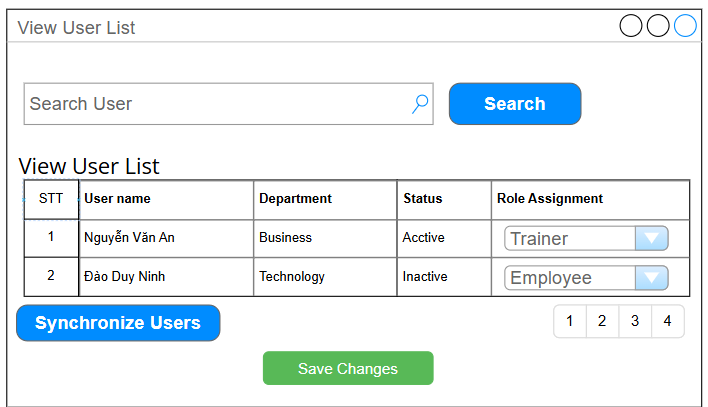 View User List
Search User
Search
View User List
STT User name Department Status Role Assignment
1 Nguyễn Văn An Business Acctive Trainer
2 Đào Duy Ninh Technology Inactive Employee
Synchronize Users
1 2 3 4
Save Changes